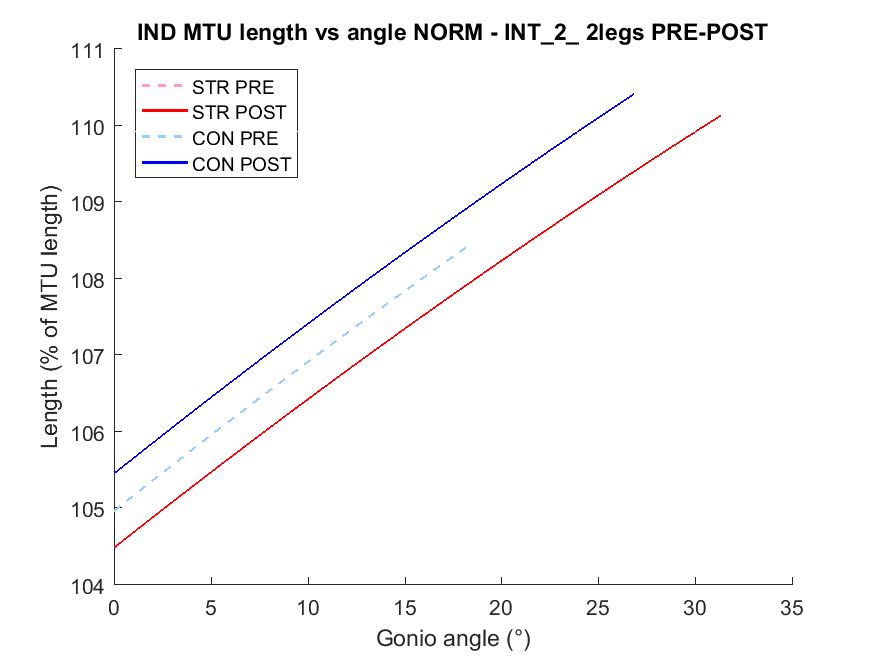 IND MTU length vs angle NORM - INT_2_ 2legs PRE-POST
111
110
109
108
107
106
105
104
Length (% of MTU length)
STR PRE
STR POST
CON PRE
CON POST
0 5 10 15 20 25 30 35
Gonio angle (°)